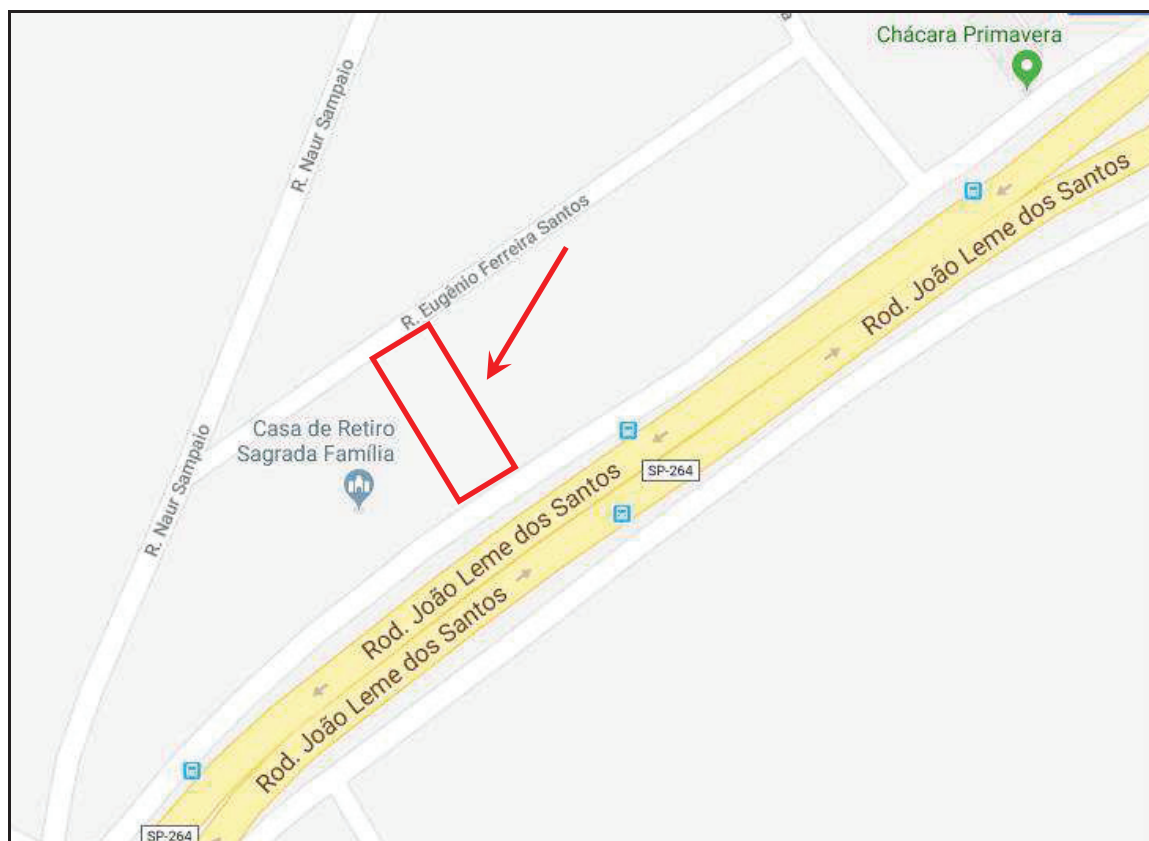 Chácara Primavera
R. Naur Sampaio
R. Eugênio Ferreira Santos
Rod. João Leme dos Santos
Casa de Retiro
Sagrada Família
SP-264
R. Naur Sampaio
Rod. João Leme dos Santos
Rod. João Leme dos Santos
SP-264